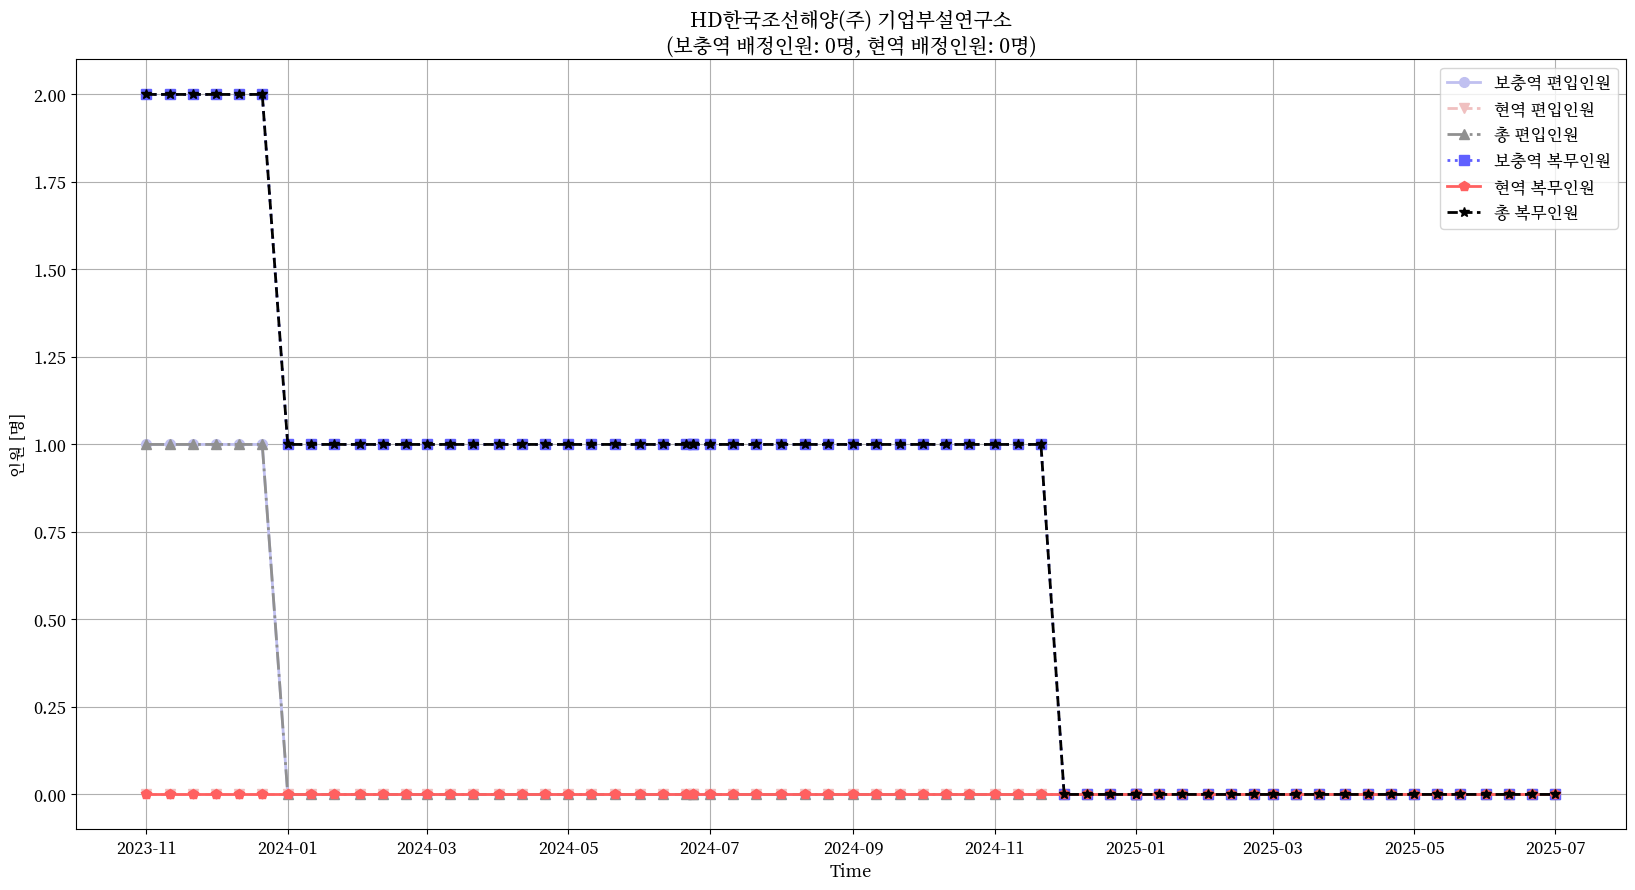 HD한국조선해양(주) 기업부설연구소
(보충역 배정인원: 0명, 현역 배정인원: 0명)
보충역 편입인원
현역 편입인원
총 편입인원
보충역 복무인원
현역 복무인원
총 복무인원
인원 [명]
2.00
1.75
1.50
1.25
1.00
0.75
0.50
0.25
0.00
2023-11
2024-01
2024-03
2024-05
2024-07
2024-09
2024-11
2025-01
2025-03
2025-05
2025-07
Time